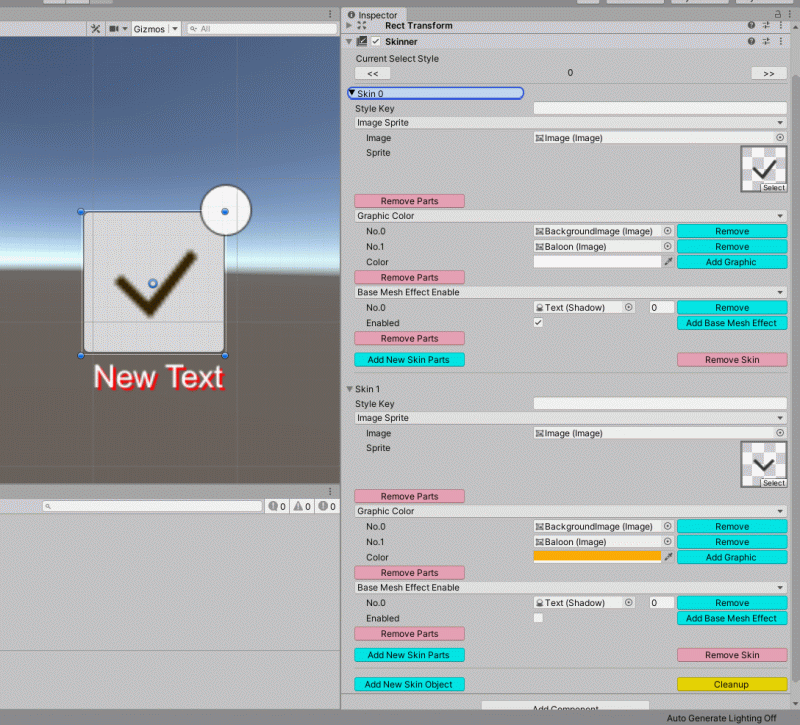 Gizmos
All
New Text
0
0
0
Inspector
Rect Transform
Skinner
Current Select Style
<< 0 >>
Skin 0
Style Key
Image Sprite
Image Image (Image)
Sprite
Select
Remove Parts
Graphic Color
No.0 BackgroundImage (Image) Remove
No.1 Baloon (Image) Remove
Color Add Graphic
Remove Parts
Base Mesh Effect Enable
No.0 Text (Shadow) 0 Remove
Enabled Add Base Mesh Effect
Remove Parts
Add New Skin Parts Remove Skin
Skin 1
Style Key
Image Sprite
Image Image (Image)
Sprite
Select
Remove Parts
Graphic Color
No.0 BackgroundImage (Image) Remove
No.1 Baloon (Image) Remove
Color Add Graphic
Remove Parts
Base Mesh Effect Enable
No.0 Text (Shadow) 0 Remove
Enabled Add Base Mesh Effect
Remove Parts
Add New Skin Parts Remove Skin
Add New Skin Object Cleanup
Add Component
Auto Generate Lighting Off